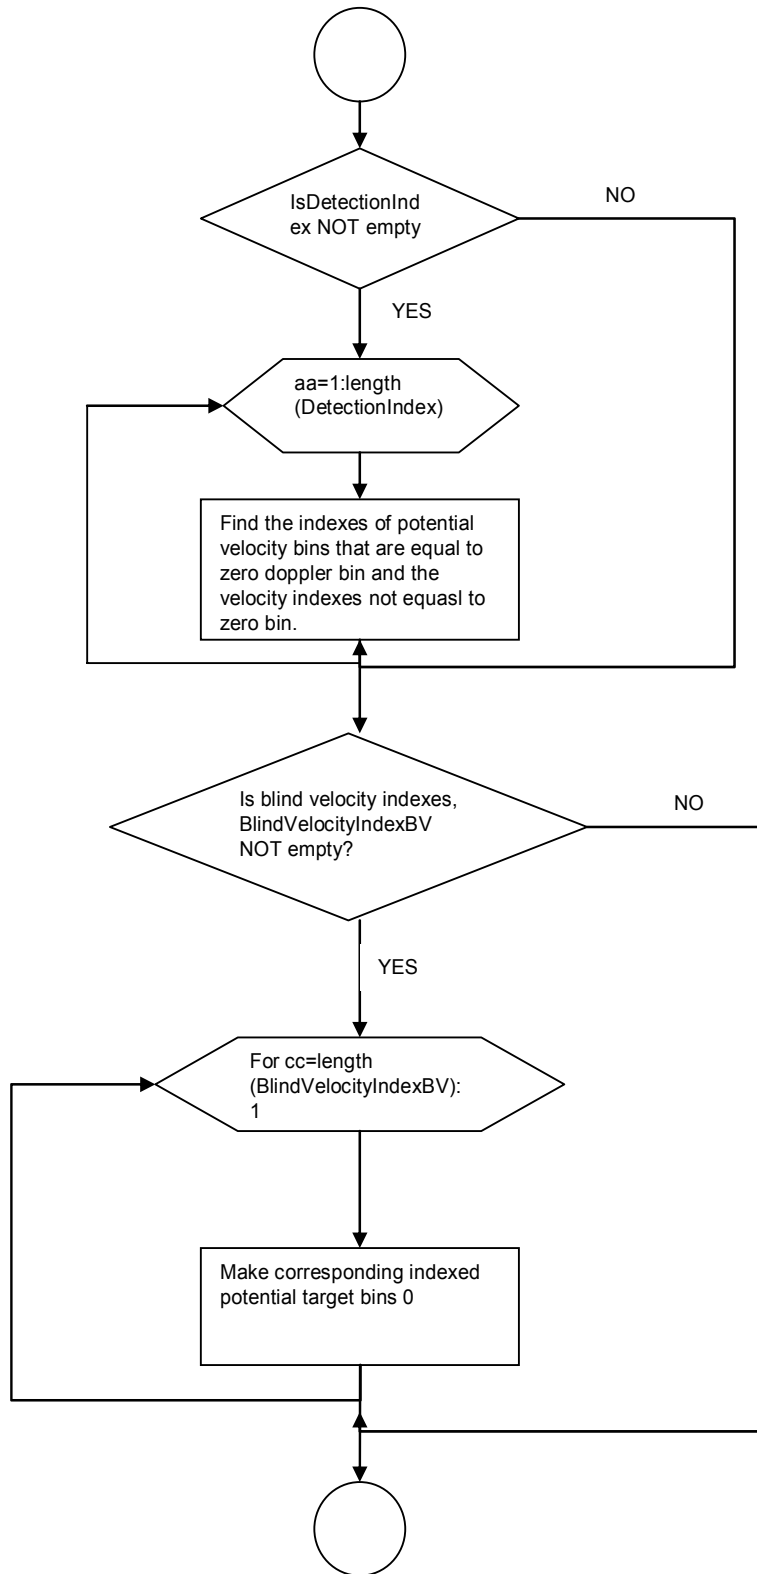 IsDetectionInd
ex NOT empty
NO
YES
aa=1:length
(DetectionIndex)
Find the indexes of potential
velocity bins that are equal to
zero doppler bin and the
velocity indexes not equasl to
zero bin.
Is blind velocity indexes,
BlindVelocityIndexBV
NOT empty?
NO
YES
For cc=length
(BlindVelocityIndexBV):
1
Make corresponding indexed
potential target bins 0